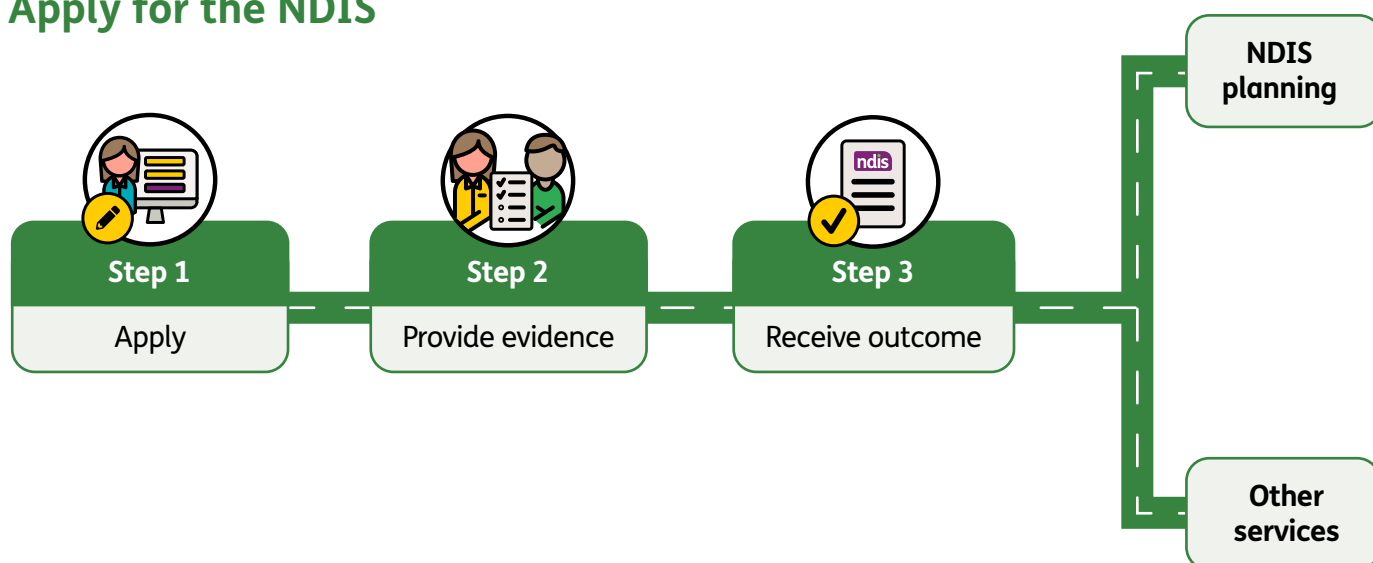 Apply for the NDIS
NDIS
planning
ndis
Step 1
Step 2
Step 3
Apply
Provide evidence
Receive outcome
Other
services